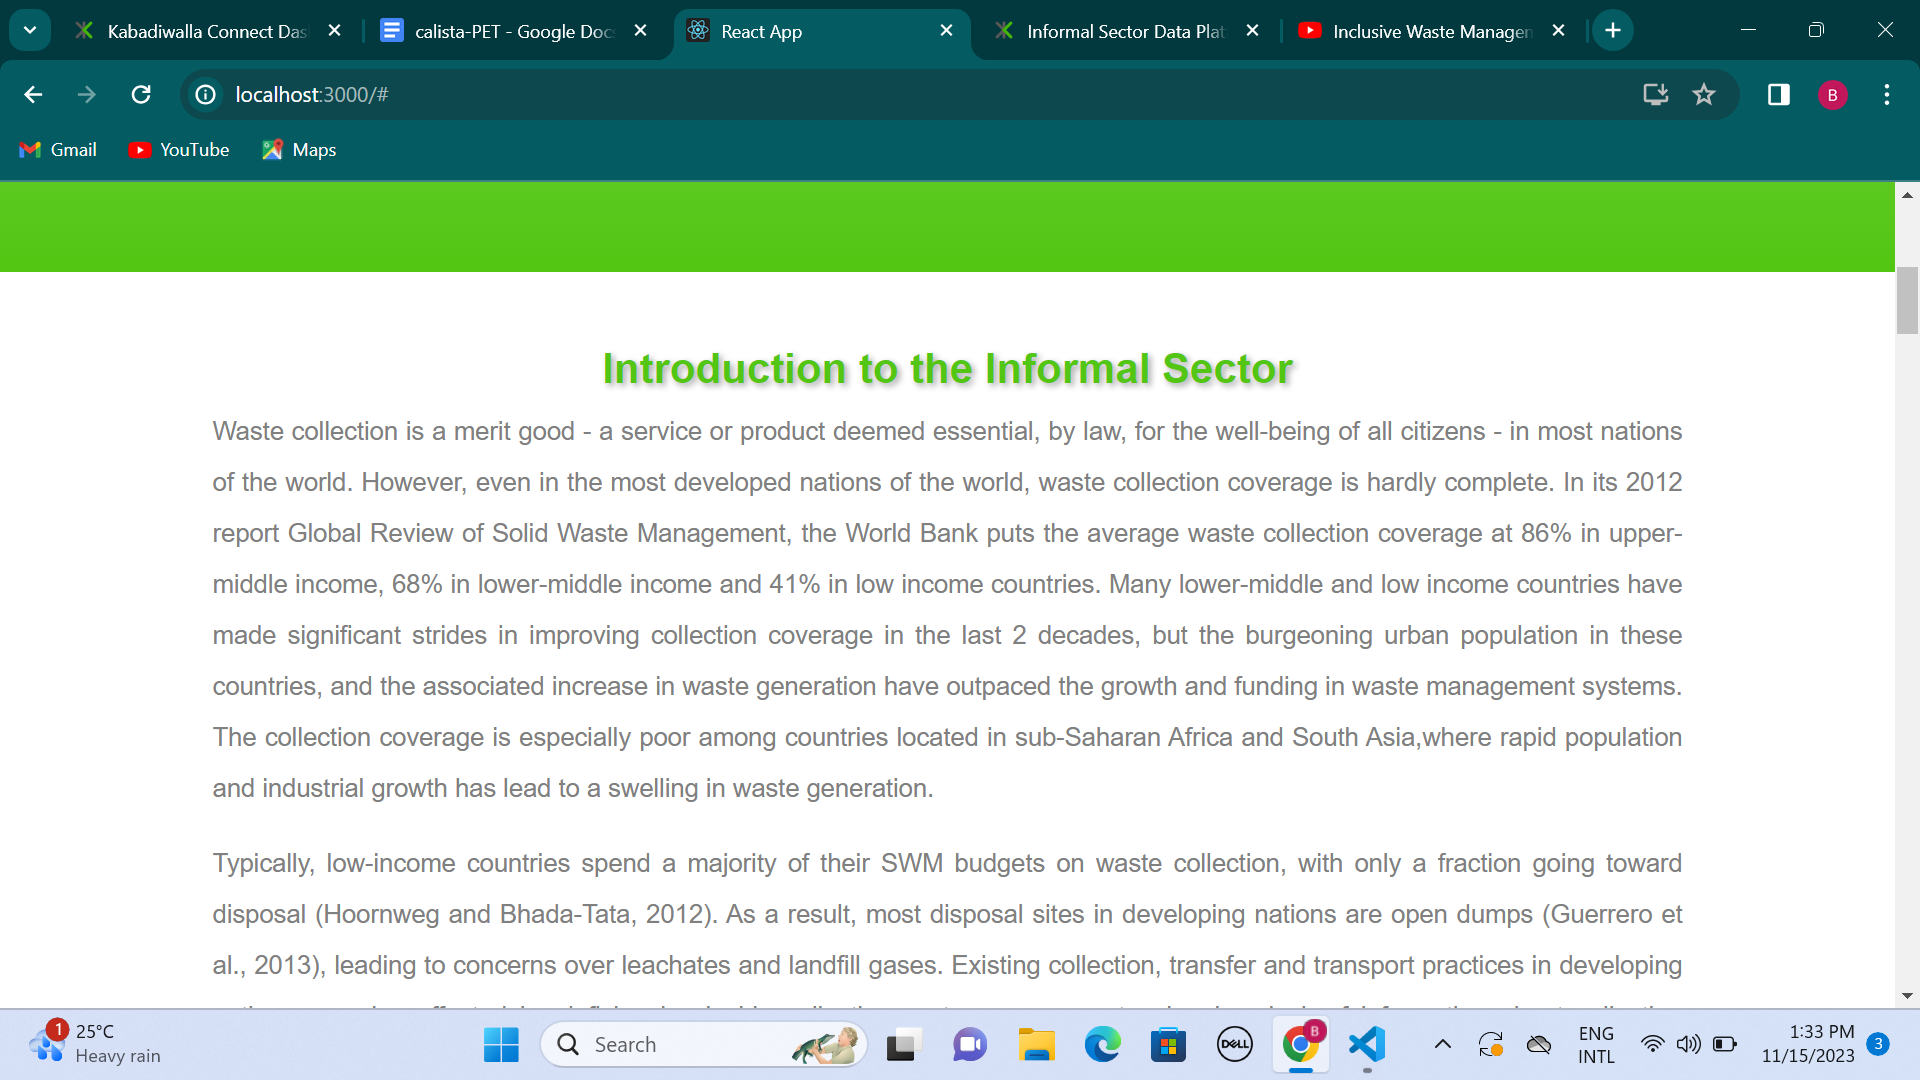 Kabadiwalla Connect Das
calista-PET - Google Doc
React App
Informal Sector Data Plat
Inclusive Waste Managem
localhost:3000/#
B
Gmail
YouTube
Maps
Introduction to the Informal Sector
Waste collection is a merit good - a service or product deemed essential, by law, for the well-being of all citizens - in most nations
of the world. However, even in the most developed nations of the world, waste collection coverage is hardly complete. In its 2012
report Global Review of Solid Waste Management, the World Bank puts the average waste collection coverage at 86% in upper-
middle income, 68% in lower-middle income and 41% in low income countries. Many lower-middle and low income countries have
made significant strides in improving collection coverage in the last 2 decades, but the burgeoning urban population in these
countries, and the associated increase in waste generation have outpaced the growth and funding in waste management systems.
The collection coverage is especially poor among countries located in sub-Saharan Africa and South Asia,where rapid population
and industrial growth has lead to a swelling in waste generation.
Typically, low-income countries spend a majority of their SWM budgets on waste collection, with only a fraction going toward
disposal (Hoornweg and Bhada-Tata, 2012). As a result, most disposal sites in developing nations are open dumps (Guerrero et
al., 2013), leading to concerns over leachates and landfill gases. Existing collection, transfer and transport practices in developing
1
25°C
Heavy rain
Search
DELL
B
ENG
INTL
1:33 PM
11/15/2023
3